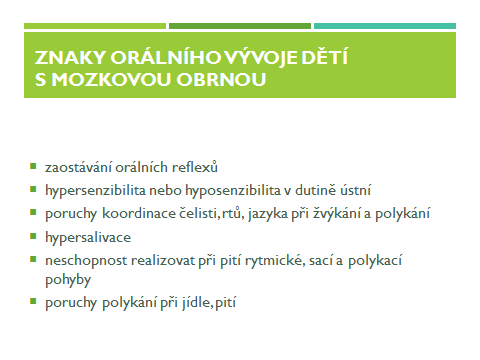 ZNAKY ORÁLNÍHO VÝVOJE DĚTÍ
S MOZKOVOU OBRNOU
zaostávání orálních reflexů
hypersenzibilita nebo hyposenzibilita v dutině ústní
poruchy koordinace čelisti,rtů, jazyka při žvýkání a polykání
hypersalivace
neschopnost realizovat při pití rytmické, sací a polykací
pohyby
poruchy polykání při jídle,pití